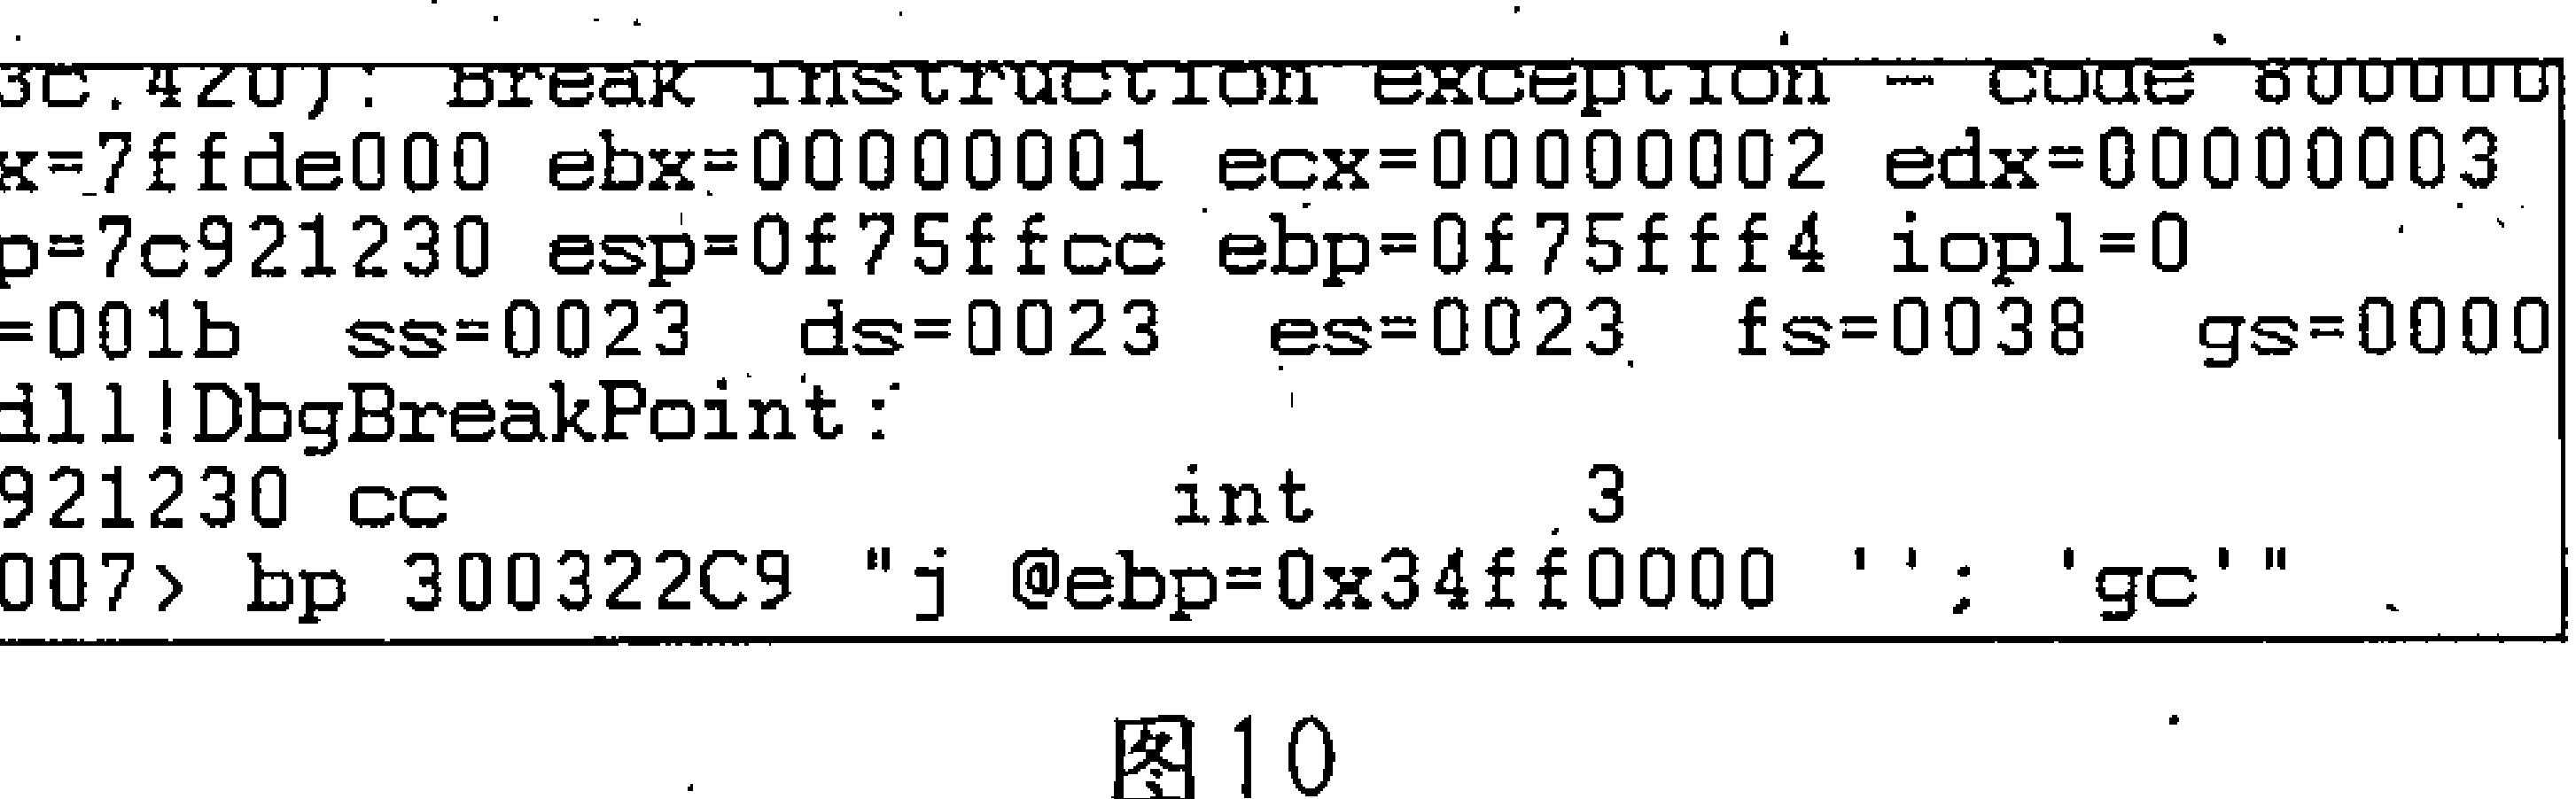 3c.420): Break instruction exception - code 800000
x=7ffde000 ebx=00000001 ecx=00000002 edx=00000003
p=7c921230 esp=0f75ffcc ebp=0f75fff4 iopl=0
=001b  ss=0023  ds=0023  es=0023  fs=0038  gs=0000
dll!DbgBreakPoint:
921230 cc int 3
007> bp 300322C9 "j @ebp=0x34ff0000 ''; 'gc'"
图10